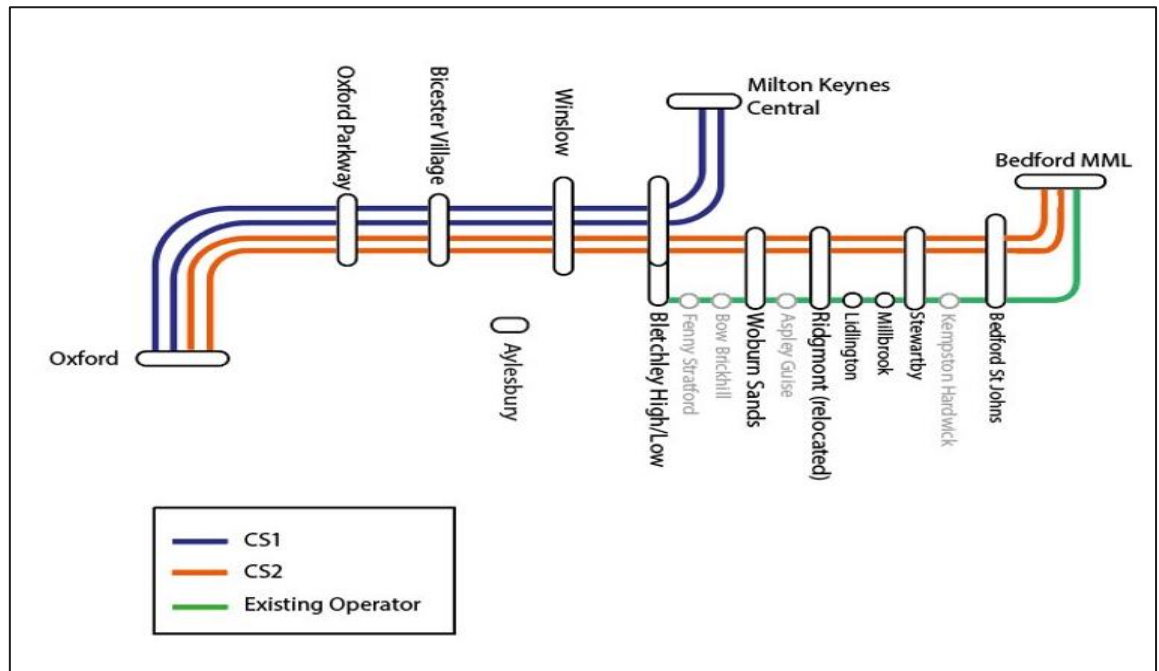 Oxford Parkway
Bicester Village
Winslow
Milton Keynes
Central
Bedford MML
Oxford
Aylesbury
Bletchley High/Low
Fenny Stratford
Bow Brickhill
Woburn Sands
Aspley Guise
Ridgmont (relocated)
Lidlington
Millbrook
Stewartby
Kempston Hardwick
Bedford St Johns
CS1
CS2
Existing Operator